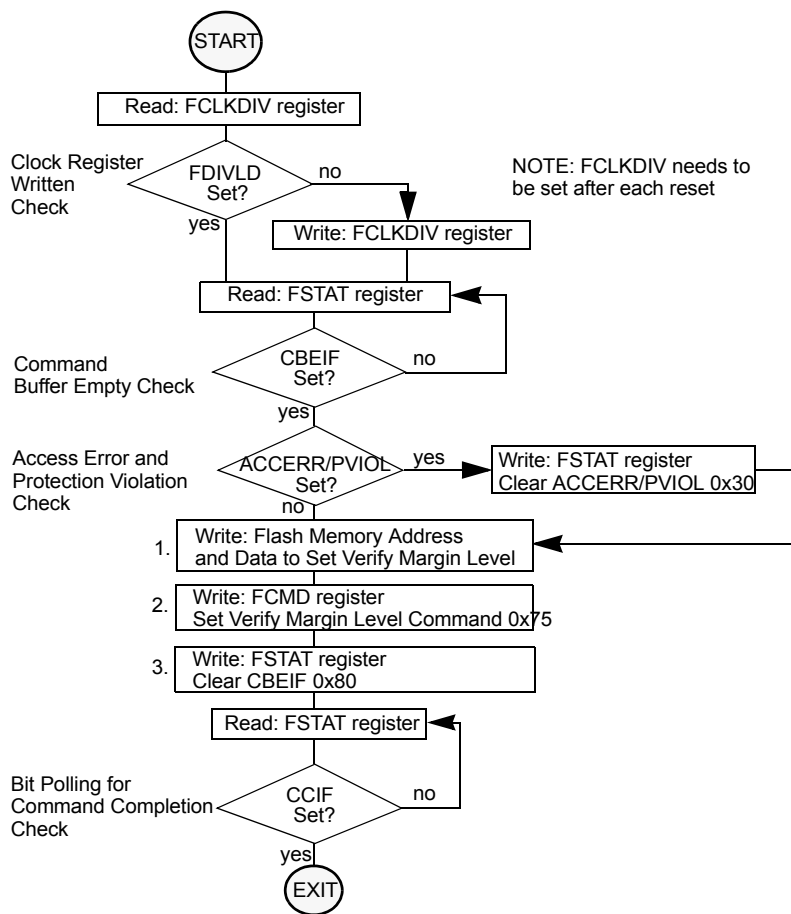 START
Read: FCLKDIV register
Clock Register
Written
Check
FDIVLD
Set?
no
yes
NOTE: FCLKDIV needs to
be set after each reset
Write: FCLKDIV register
Read: FSTAT register
Command
Buffer Empty Check
CBEIF
Set?
no
yes
Access Error and
Protection Violation
Check
ACCERR/PVIOL
Set?
yes
no
Write: FSTAT register
Clear ACCERR/PVIOL 0x30
1.
Write: Flash Memory Address
and Data to Set Verify Margin Level
2.
Write: FCMD register
Set Verify Margin Level Command 0x75
3.
Write: FSTAT register
Clear CBEIF 0x80
Read: FSTAT register
Bit Polling for
Command Completion
Check
CCIF
Set?
no
yes
EXIT